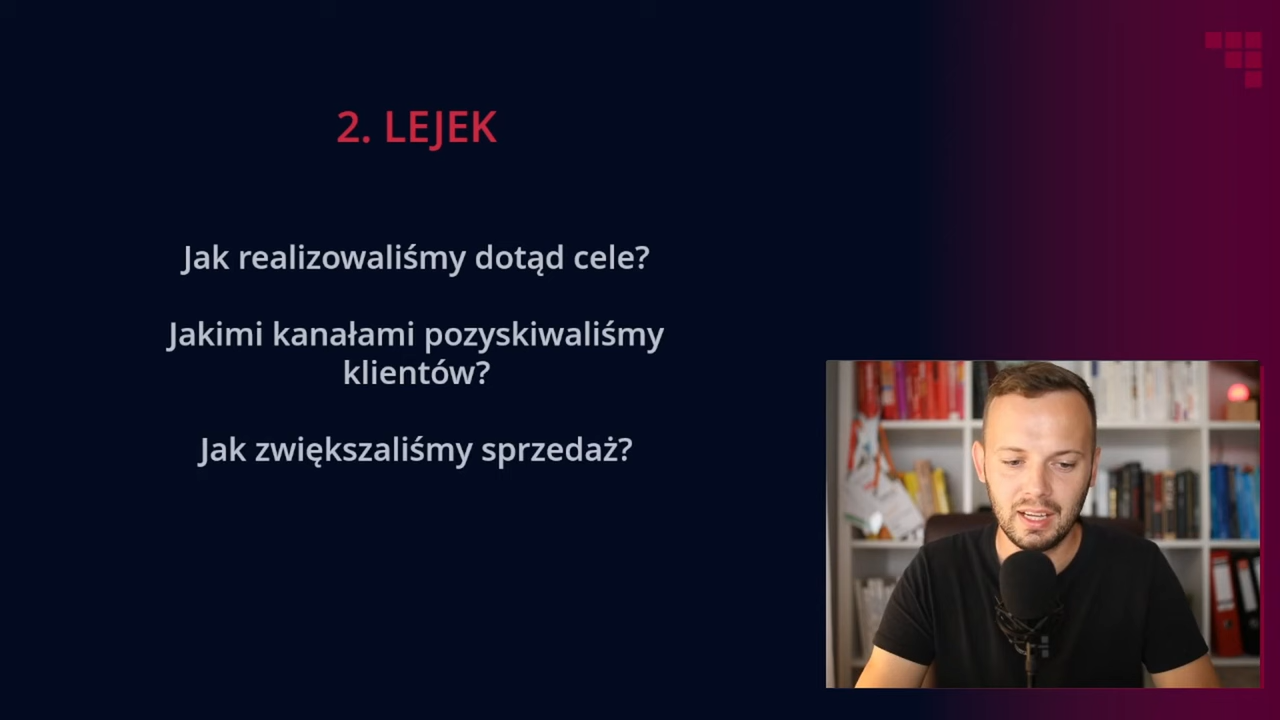 2. LEJEK
Jak realizowaliśmy dotąd cele?
Jakimi kanałami pozyskiwaliśmy
klientów?
Jak zwiększaliśmy sprzedaż?